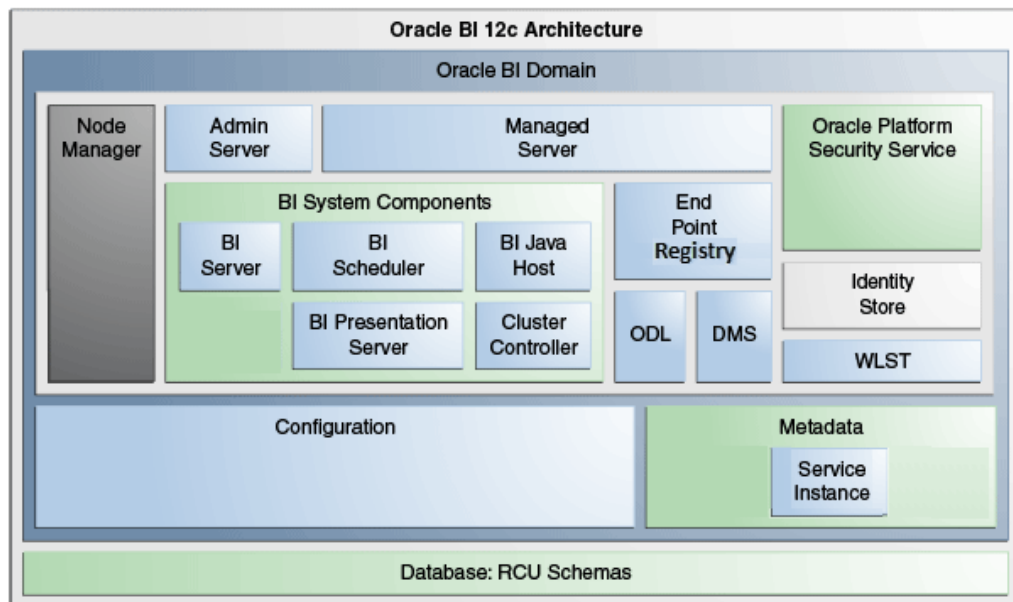 Oracle BI 12c Architecture
Oracle BI Domain
Node
Manager
Admin
Server
Managed
Server
Oracle Platform
Security Service
BI System Components
BI
Server
BI
Scheduler
BI Java
Host
BI Presentation
Server
Cluster
Controller
End
Point
Registry
ODL
DMS
Identity
Store
WLST
Configuration
Metadata
Service
Instance
Database: RCU Schemas